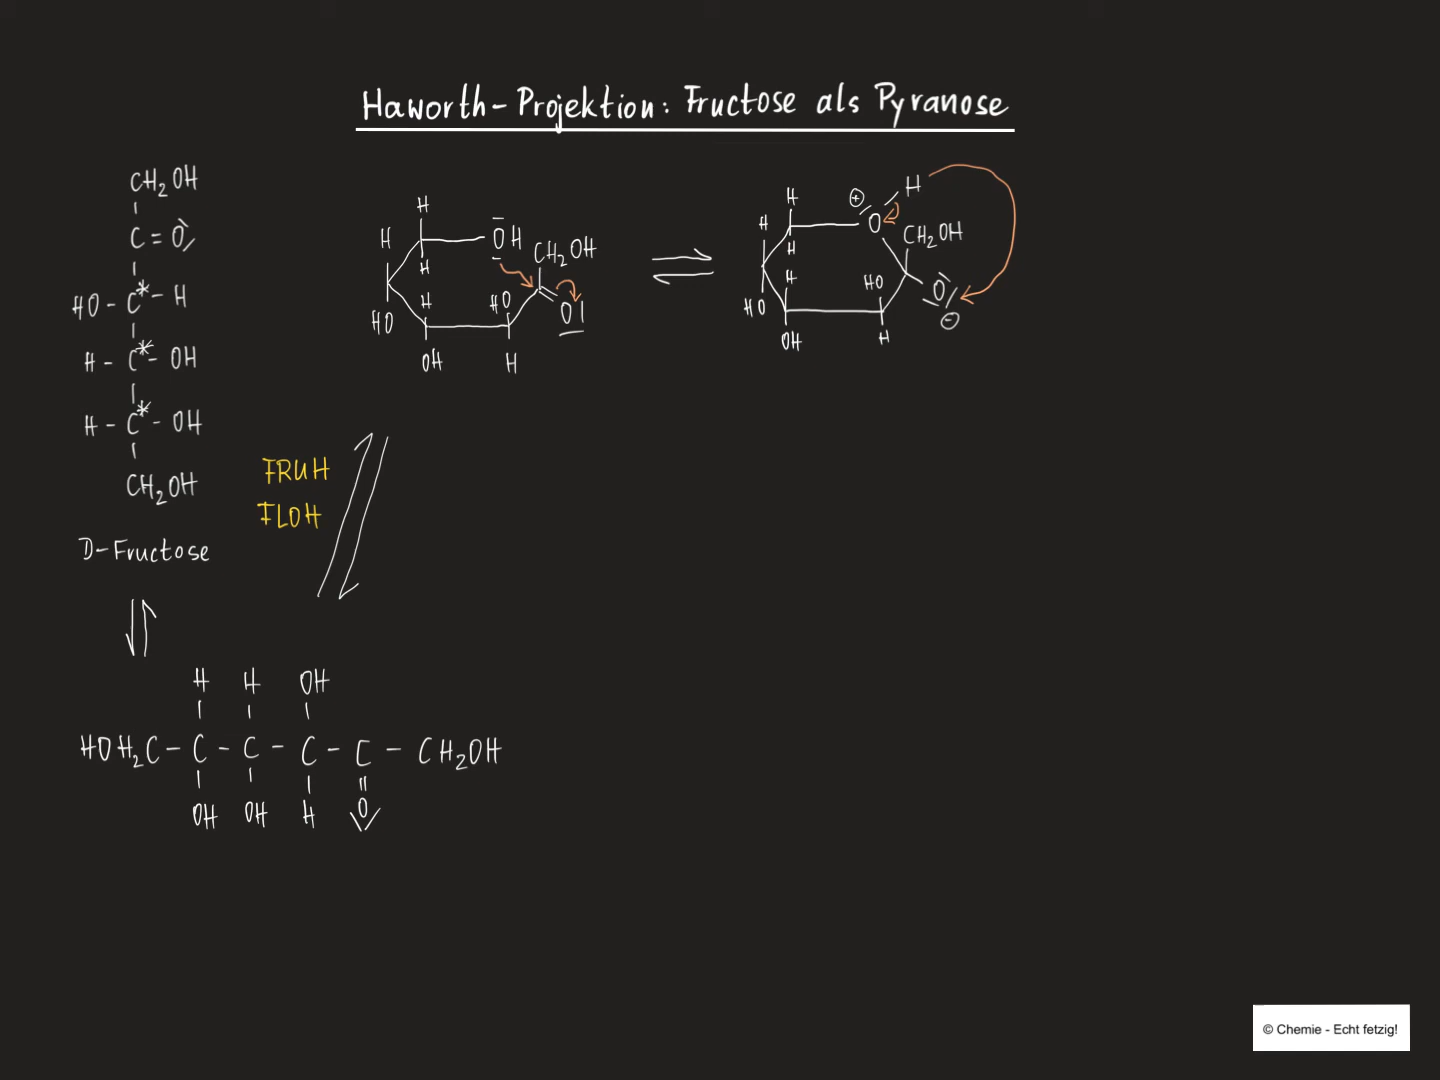 Haworth-Projektion: Fructose als Pyranose
CH2OH
C=O
HO-C*-H
H-C*-OH
H-C*-OH
CH2OH
D-Fructose
H
H
H
HO
H
OH
OH
CH2OH
HO
H
O
H
H
H
H
HO
OH
⊕
O
H
CH2OH
HO
H
O
⊖
FRUH
FLOH
H H OH
HOH2C-C-C-C-C-CH2OH
OH OH H O
© Chemie - Echt fetzig!